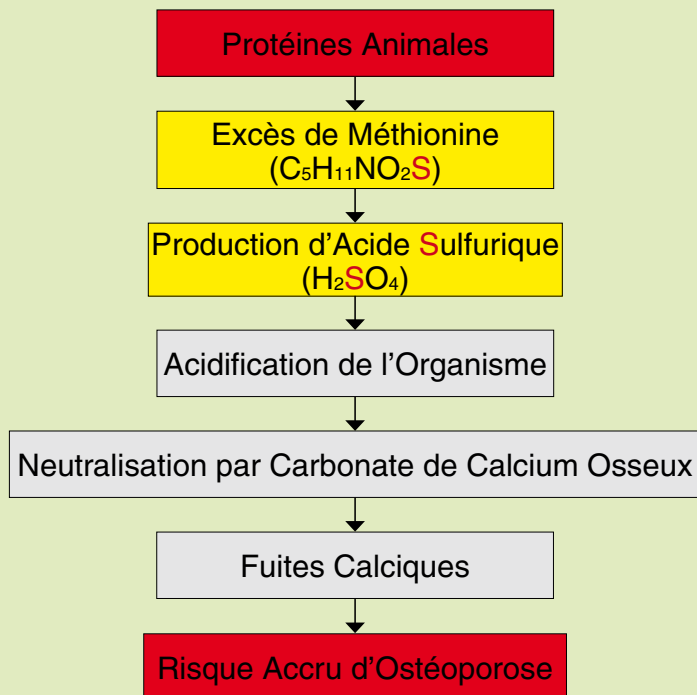 Protéines Animales
Excès de Méthionine
(C₅H₁₁NO₂S)
Production d'Acide Sulfurique
(H₂SO₄)
Acidification de l'Organisme
Neutralisation par Carbonate de Calcium Osseux
Fuites Calciques
Risque Accru d'Ostéoporose